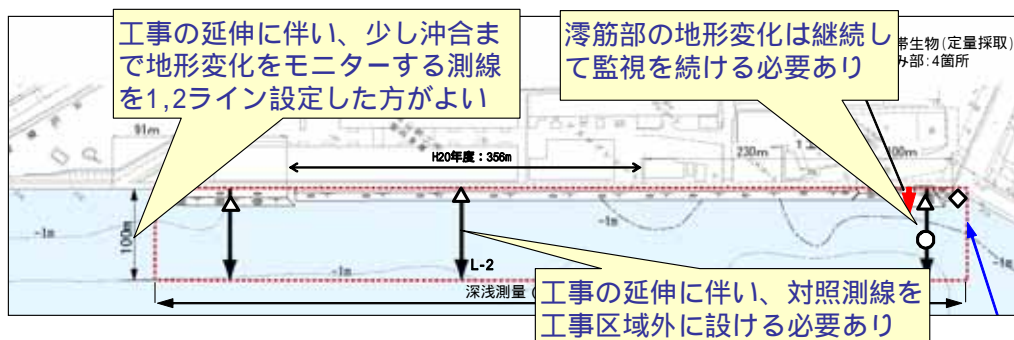 工事の延伸に伴い、少し沖合ま
で地形変化をモニターする測線
を1,2ライン設定した方がよい
澪筋部の地形変化は継続し
て監視を続ける必要あり
帯生物(定量採取)
み部:4箇所
91m
H20年度：356m
230m
100m
-1m
100m
-1m
-1m
-1m
L-2
深浅測量(
工事の延伸に伴い、対照測線を
工事区域外に設ける必要あり